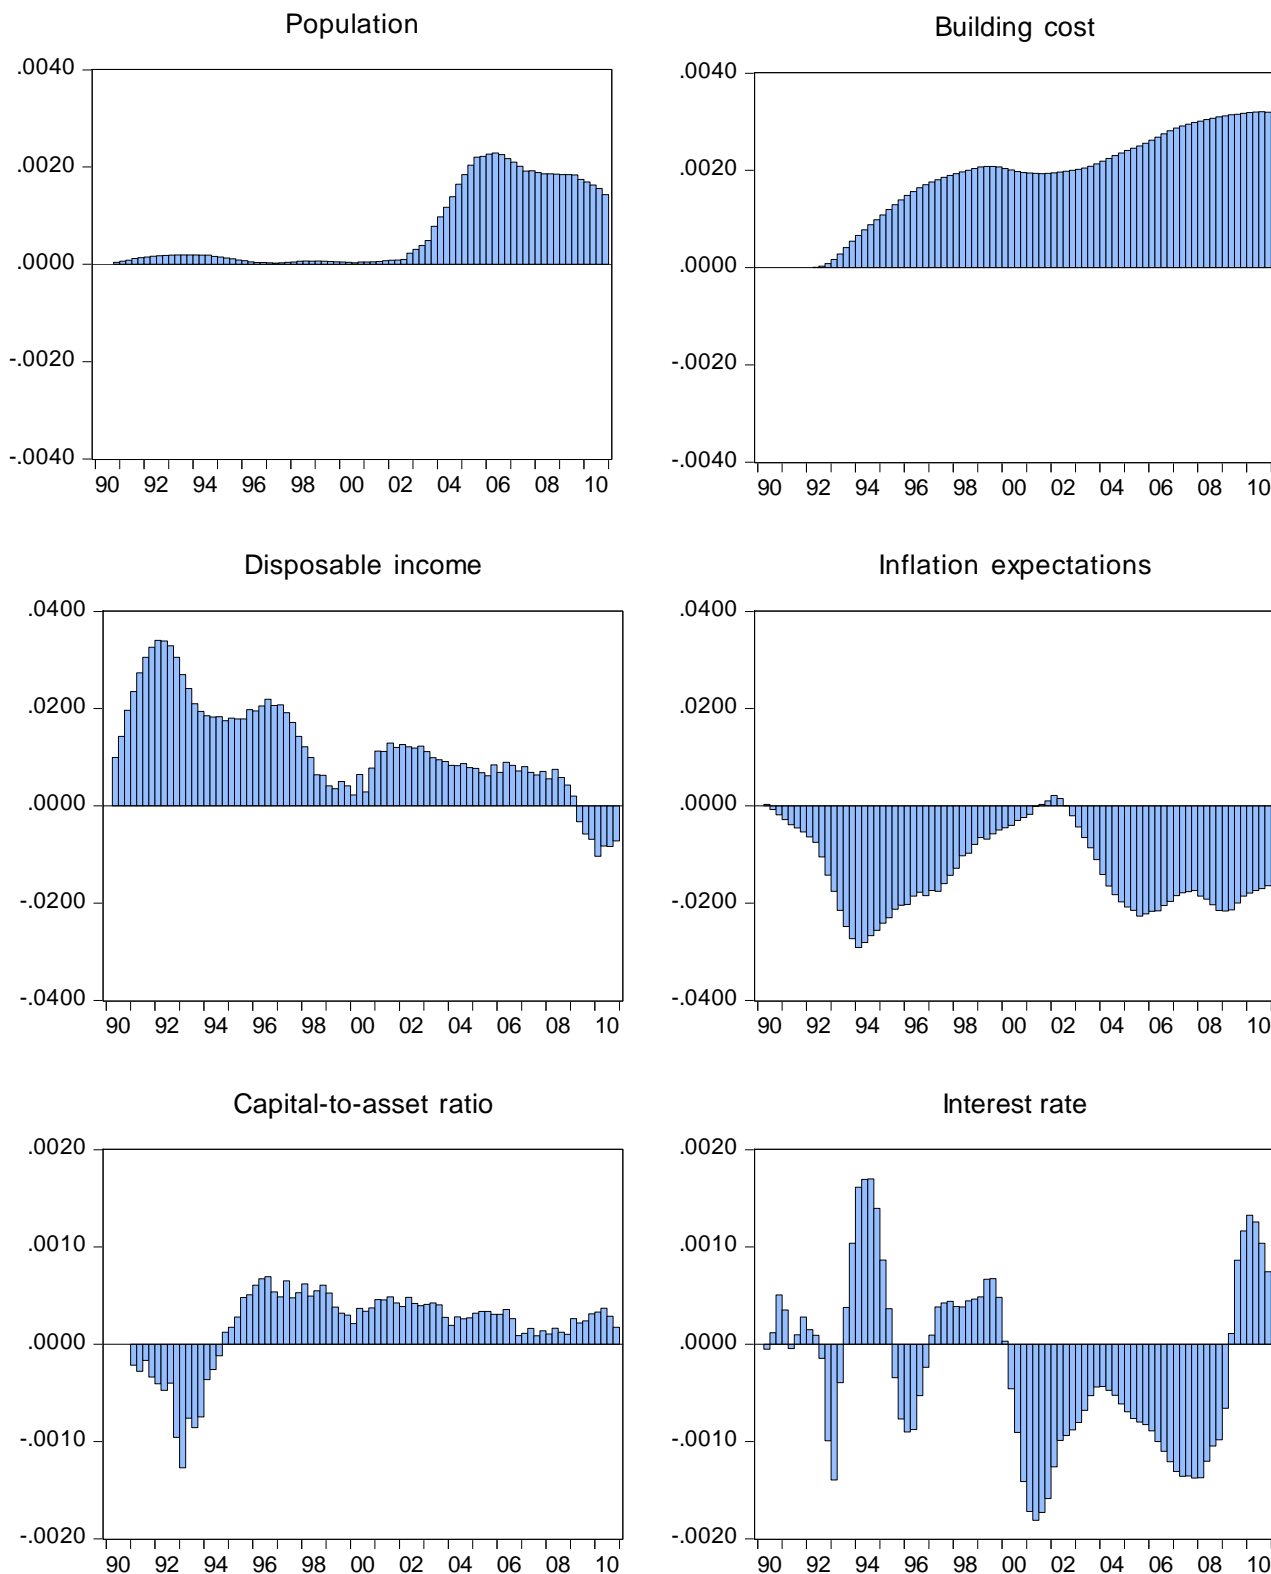 Population
.0040
.0020
.0000
-.0020
-.0040
90 92 94 96 98 00 02 04 06 08 10
Building cost
.0040
.0020
.0000
-.0020
-.0040
90 92 94 96 98 00 02 04 06 08 10
Disposable income
.0400
.0200
.0000
-.0200
-.0400
90 92 94 96 98 00 02 04 06 08 10
Inflation expectations
.0400
.0200
.0000
-.0200
-.0400
90 92 94 96 98 00 02 04 06 08 10
Capital-to-asset ratio
.0020
.0010
.0000
-.0010
-.0020
90 92 94 96 98 00 02 04 06 08 10
Interest rate
.0020
.0010
.0000
-.0010
-.0020
90 92 94 96 98 00 02 04 06 08 10